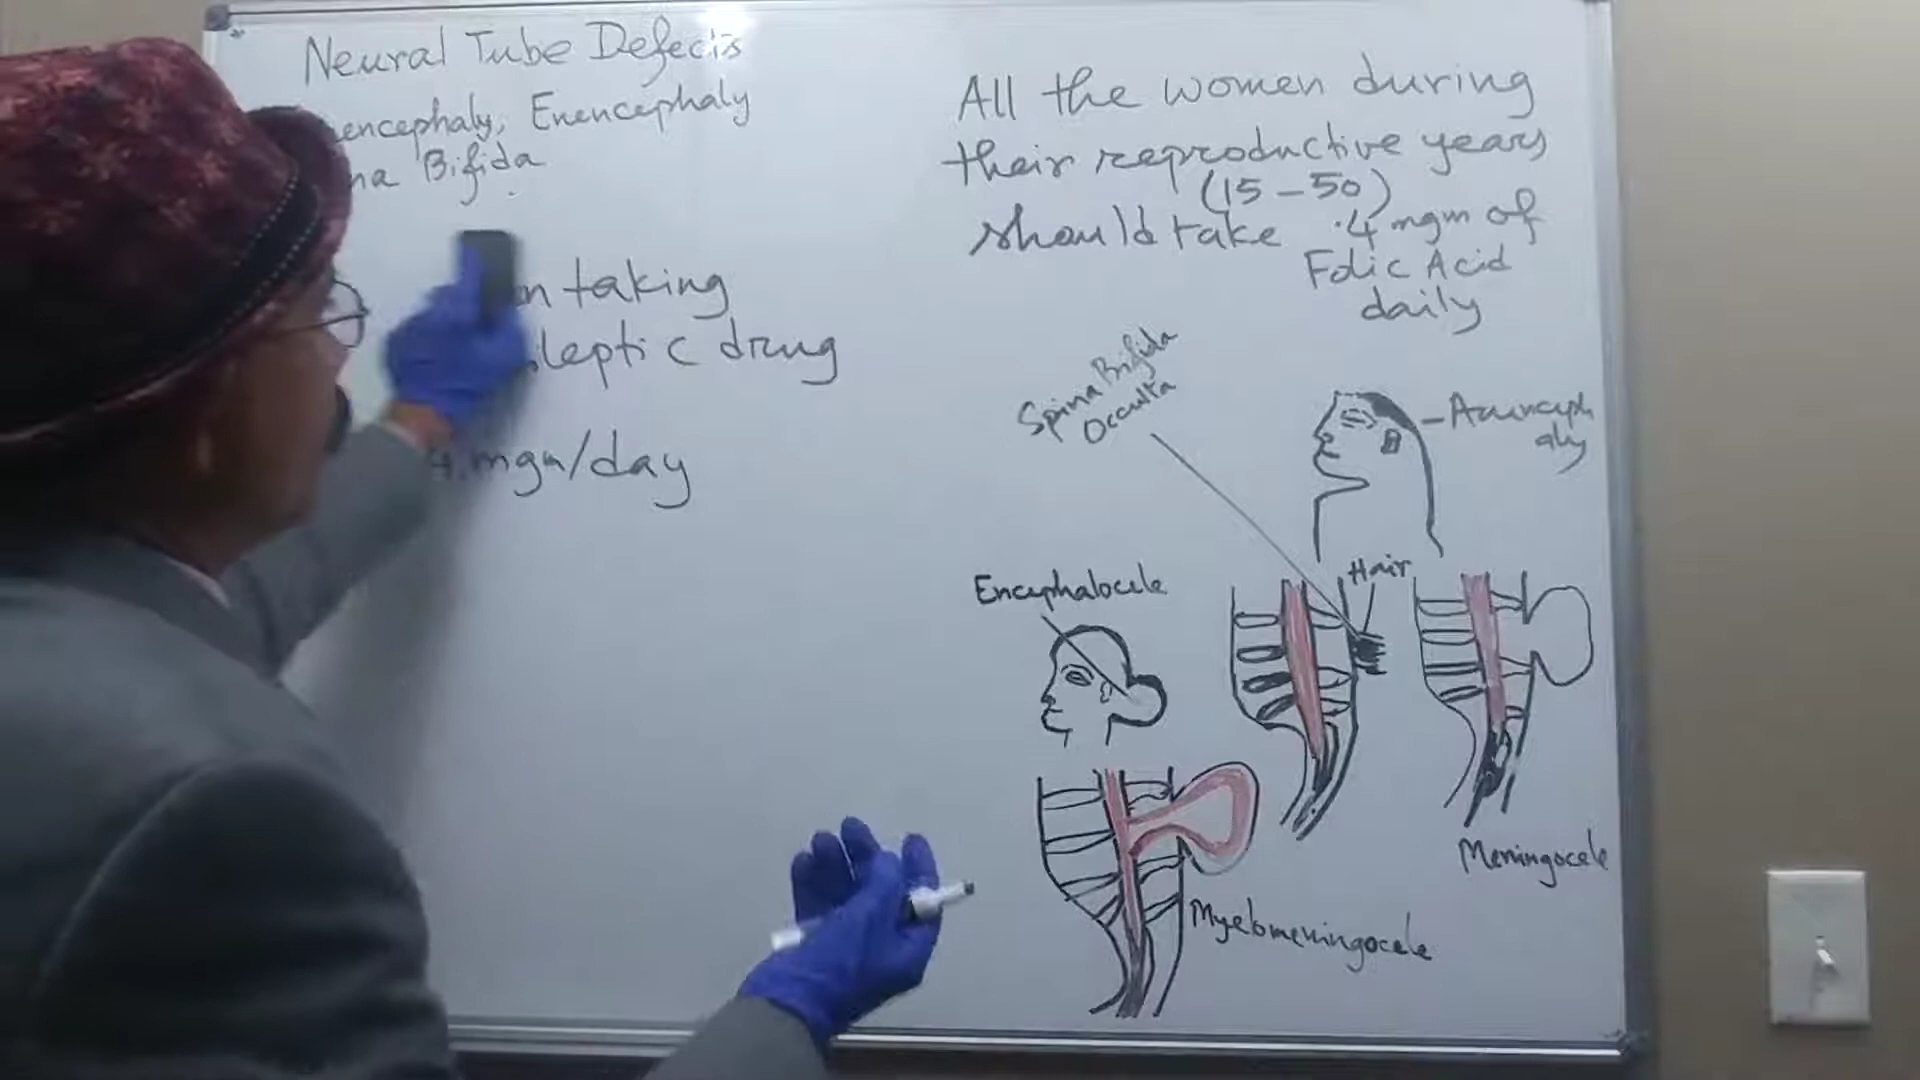 Neural Tube Defects
encephaly, Enencephaly
na Bifida
n taking
leptic drug
4 mgm/day
All the women during
their reproductive years
(15-50)
should take .4 mgm of
Folic Acid
daily
Spina Bifida
Occulta
Encephalocele
Hair
Meningocele
Myelomeningocele